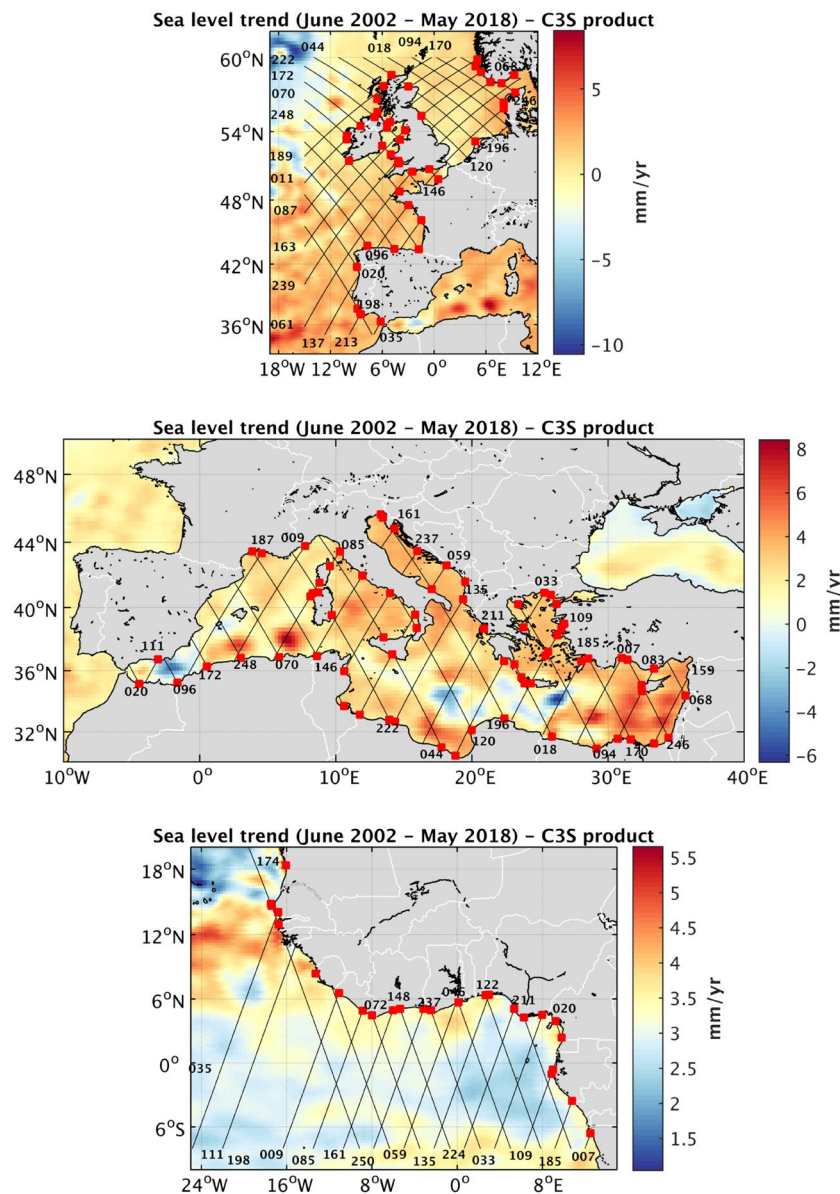 Sea level trend (June 2002 – May 2018) – C3S product
044 018 094 170
60°N
222
172
070
248
54°N
189
011
48°N
087
163
42°N
239
36°N
061
068
246
196
120
146
096
020
198
137 213 035
18°W 12°W 6°W 0° 6°E 12°E
5
0
-5
-10
mm/yr
Sea level trend (June 2002 – May 2018) – C3S product
48°N
44°N
40°N
36°N
32°N
161
187 009 085 237 059
135 033
109
211
111 185 007 083 159
020 096 172 248 070 146 068
222 044 120 196 018 094 170 246
10°W 0° 10°E 20°E 30°E 40°E
8
6
4
2
0
-2
-4
-6
mm/yr
Sea level trend (June 2002 – May 2018) – C3S product
18°N
12°N
6°N
0°
6°S
174
072 148 237 046 122 211 020
035
111 198 009 085 161 250 059 135 224 033 109 185 007
24°W 16°W 8°W 0° 8°E
5.5
5
4.5
4
3.5
3
2.5
2
1.5
mm/yr